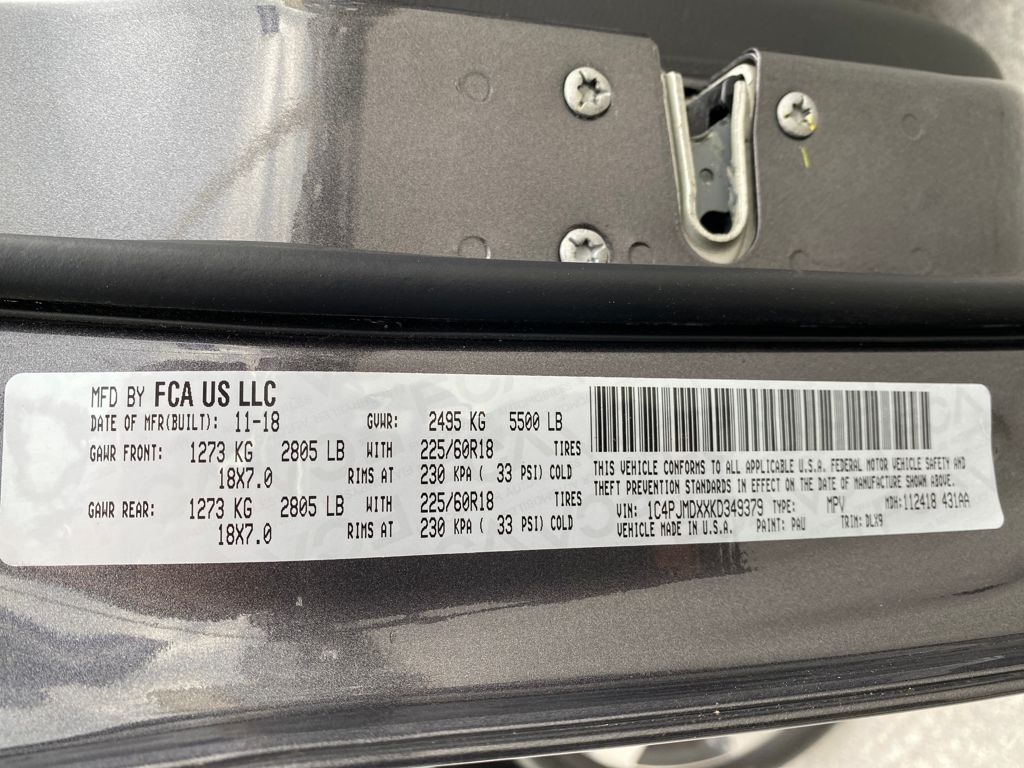 MFD BY FCA US LLC
DATE OF MFR(BUILT): 11-18 GVWR: 2495 KG 5500 LB
GAWR FRONT: 1273 KG 2805 LB WITH 225/60R18 TIRES
18X7.0 RIMS AT 230 KPA ( 33 PSI) COLD
GAWR REAR: 1273 KG 2805 LB WITH 225/60R18 TIRES
18X7.0 RIMS AT 230 KPA ( 33 PSI) COLD
THIS VEHICLE CONFORMS TO ALL APPLICABLE U.S.A. FEDERAL MOTOR VEHICLE SAFETY AND
THEFT PREVENTION STANDARDS IN EFFECT ON THE DATE OF MANUFACTURE SHOWN ABOVE.
VIN: 1C4PJMDXXKD349379 TYPE: MPV MDH:112418 431AA
VEHICLE MADE IN U.S.A. PAINT: PAU TRIM: DLX9